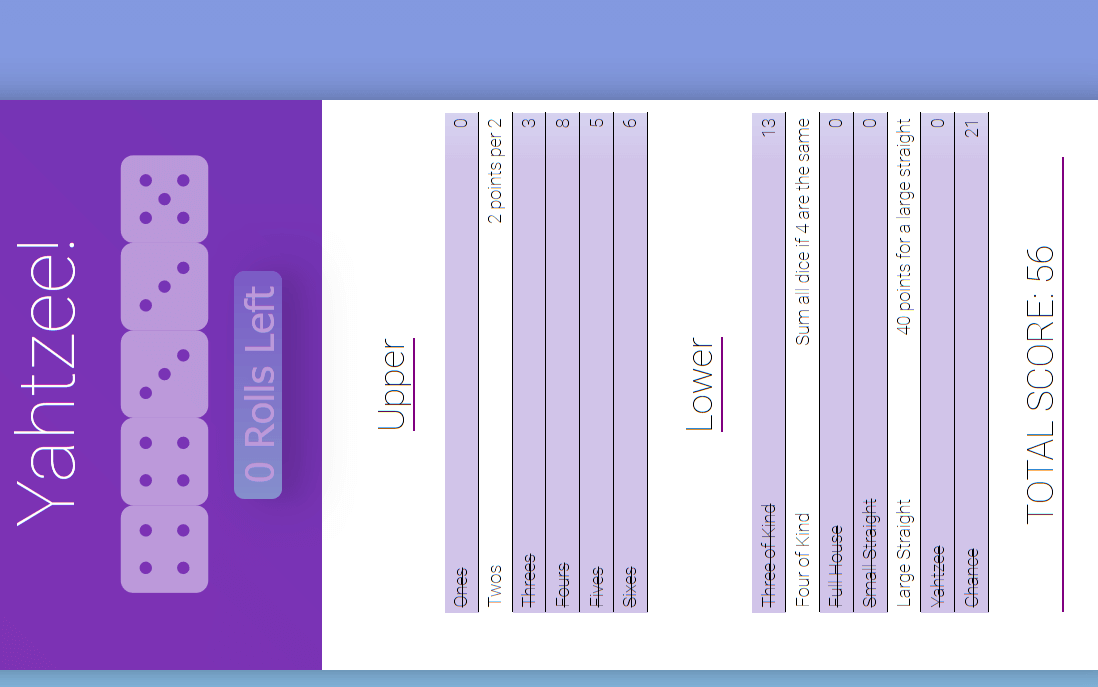 Yahtzee!
0 Rolls Left
Upper
Ones 0
Twos 2 points per 2
Threes 3
Fours 8
Fives 5
Sixes 6
Lower
Three of Kind 13
Four of Kind Sum all dice if 4 are the same
Full House 0
Small Straight 0
Large Straight 40 points for a large straight
Yahtzee 0
Chance 21
TOTAL SCORE: 56